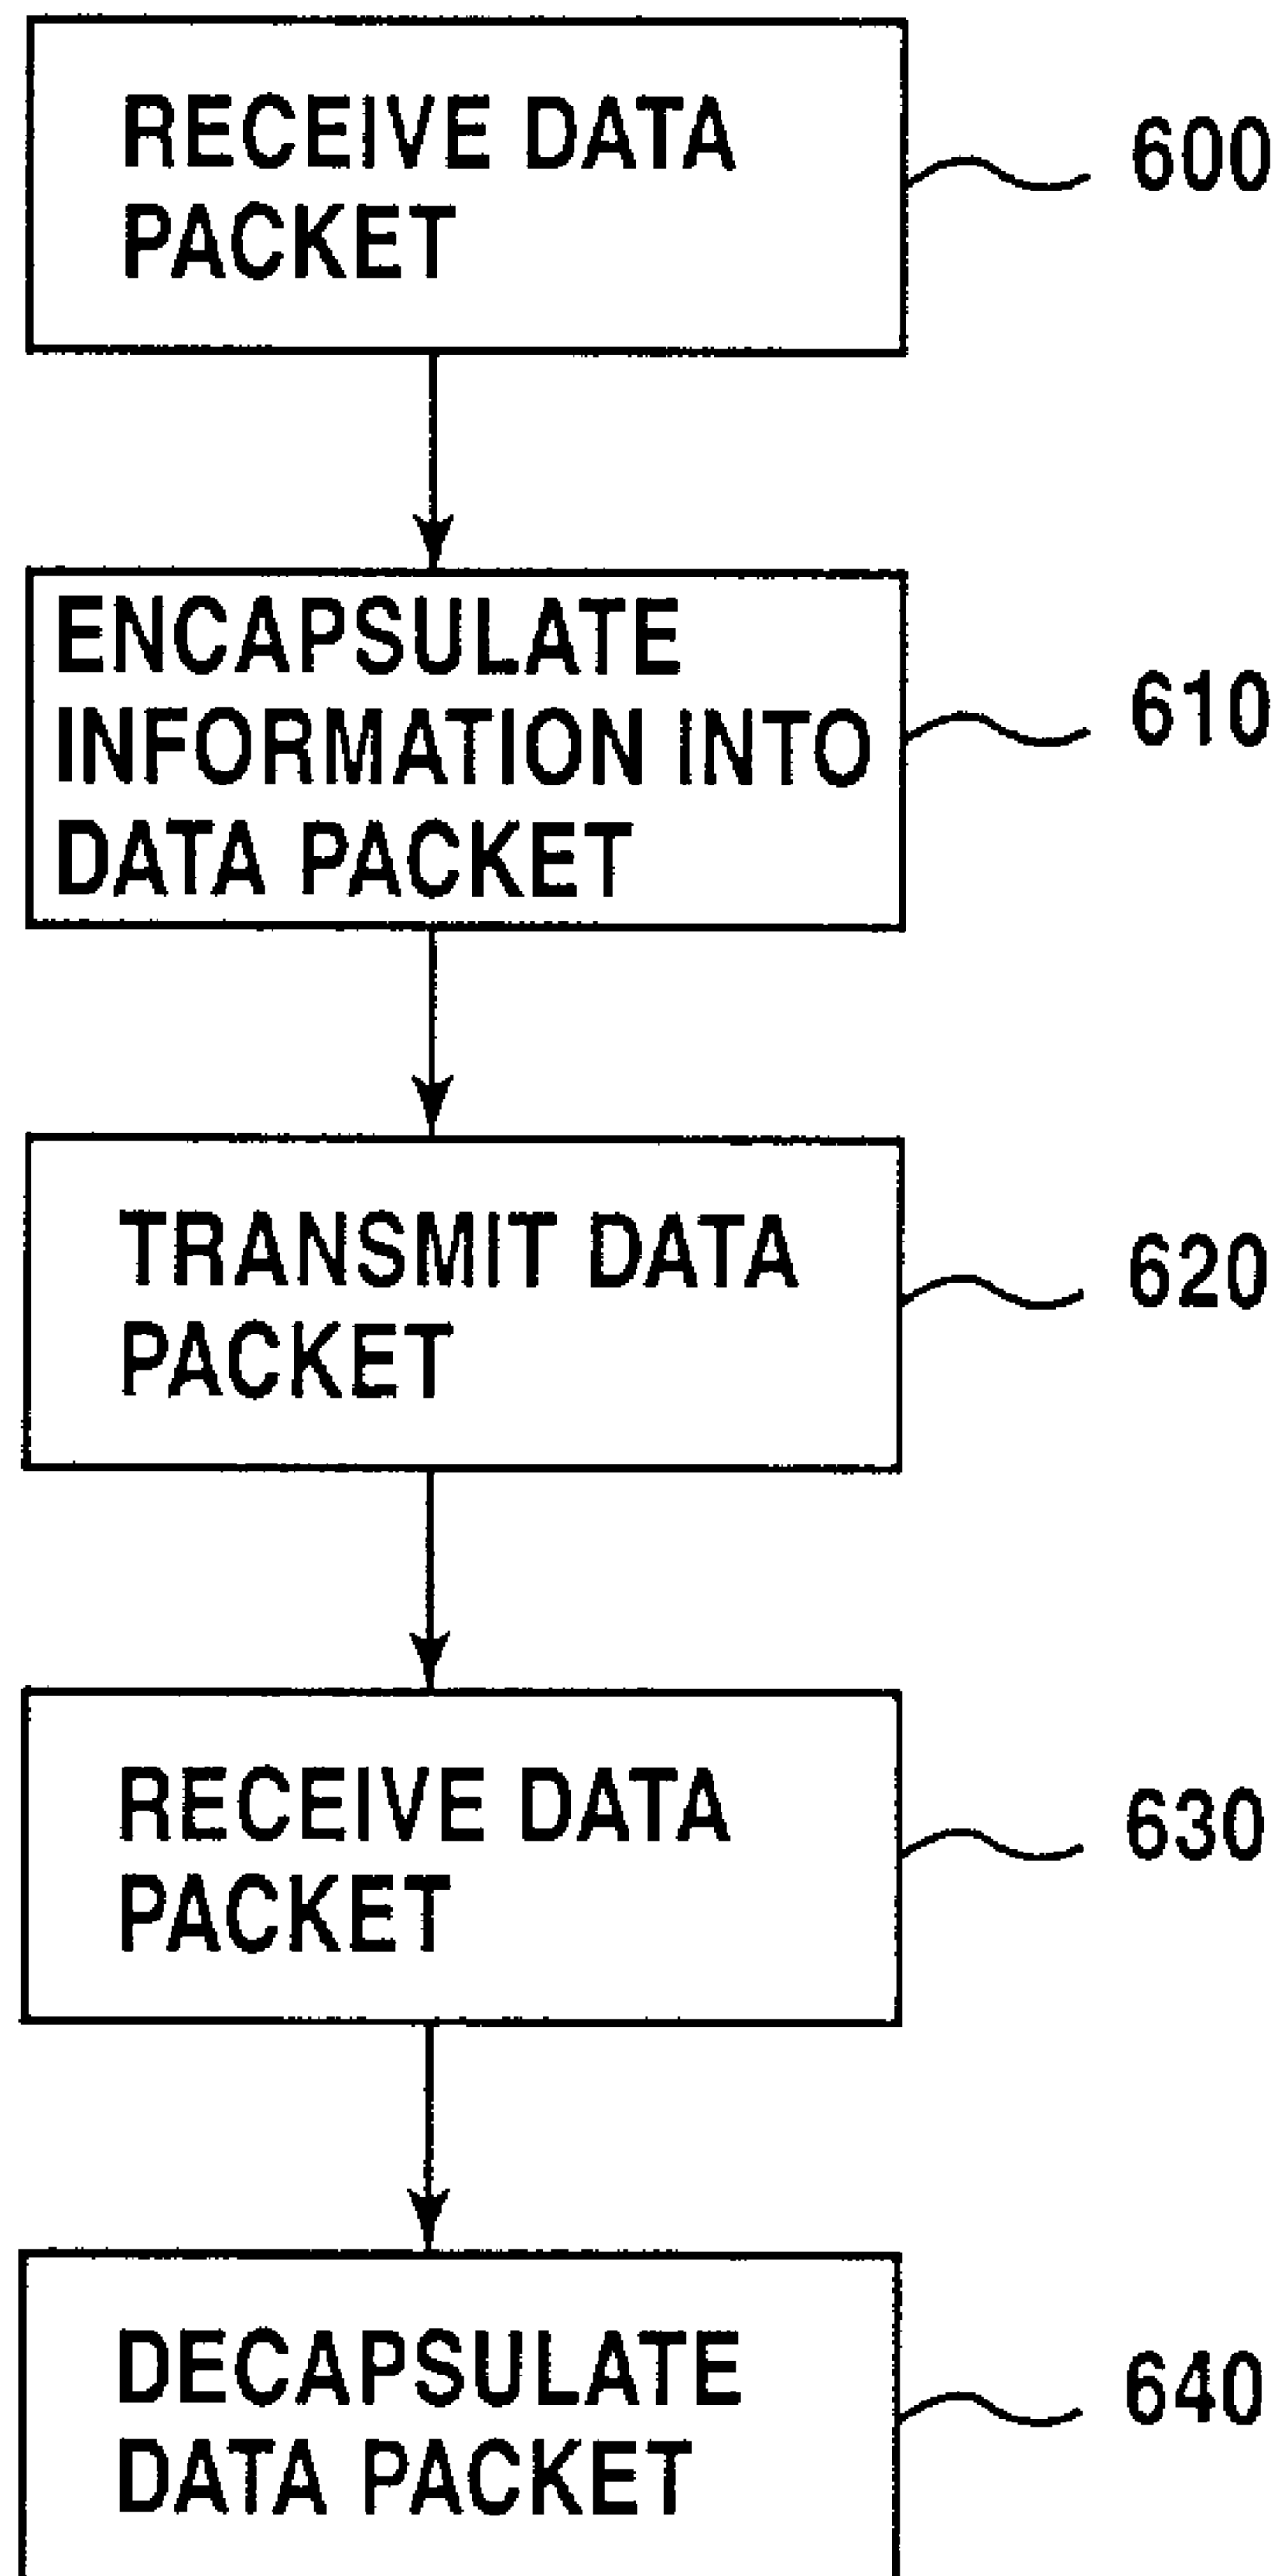 RECEIVE DATA
PACKET
600
ENCAPSULATE
INFORMATION INTO
DATA PACKET
610
TRANSMIT DATA
PACKET
620
RECEIVE DATA
PACKET
630
DECAPSULATE
DATA PACKET
640